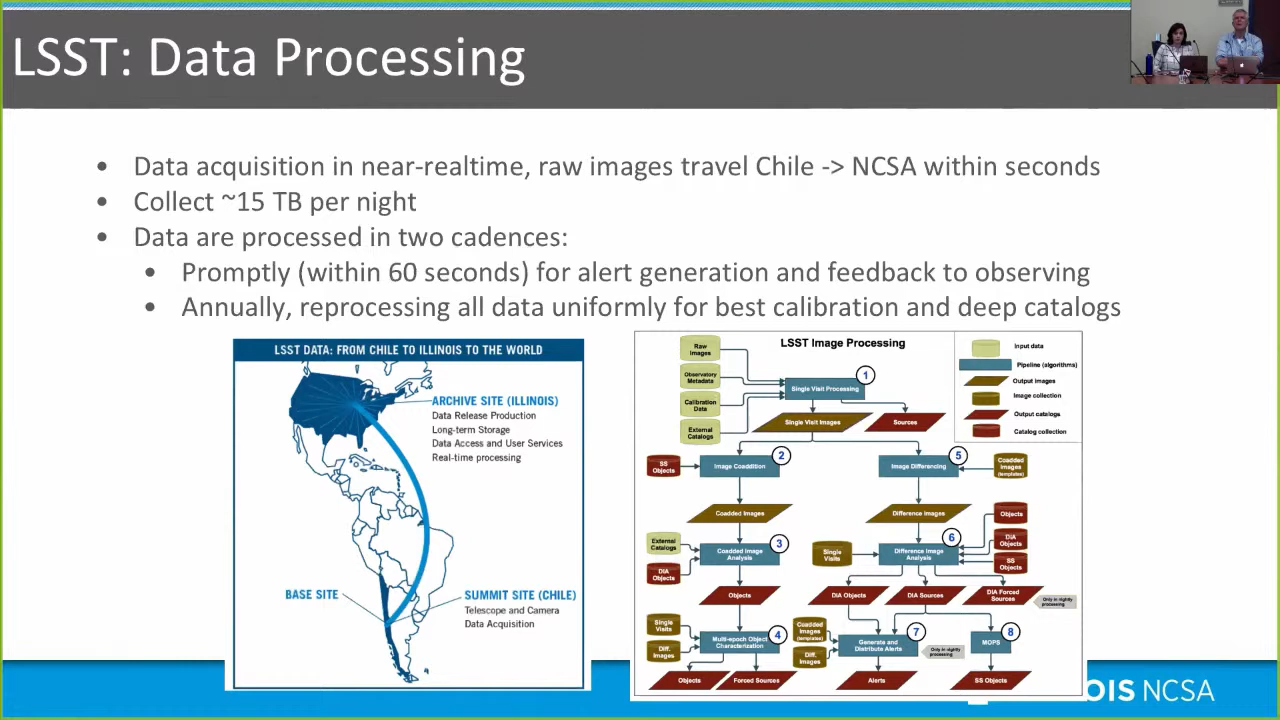 LSST: Data Processing
• Data acquisition in near-realtime, raw images travel Chile -> NCSA within seconds
• Collect ~15 TB per night
• Data are processed in two cadences:
• Promptly (within 60 seconds) for alert generation and feedback to observing
• Annually, reprocessing all data uniformly for best calibration and deep catalogs
LSST DATA: FROM CHILE TO ILLINOIS TO THE WORLD
ARCHIVE SITE (ILLINOIS)
Data Release Production
Long-term Storage
Data Access and User Services
Real-time processing
BASE SITE
SUMMIT SITE (CHILE)
Telescope and Camera
Data Acquisition
LSST Image Processing
Input data
Pipeline (algorithms)
Output images
Image collection
Output catalogs
Catalog collection
Raw
Images
Observatory
Metadata
Calibration
Data
External
Catalogs
1
Single Visit Processing
Single Visit Images
Sources
2
SS
Objects
Image Coaddition
5
Image Differencing
Coadded
Images
(templates)
Coadded Images
Difference Images
3
External
Catalogs
DIA
Objects
Coadded Image
Analysis
6
Single
Visits
Difference Image
Analysis
Objects
DIA
Objects
SS
Objects
Objects
DIA Objects
DIA Sources
DIA Forced
Sources
Only in nightly
processing
4
Single
Visits
Diff.
Images
Multi-epoch Object
Characterization
7
Coadded
Images
(templates)
Diff.
Images
Generate and
Distribute Alerts
Only in nightly
processing
8
MOPS
Objects
Forced Sources
Alerts
SS Objects
OIS NCSA